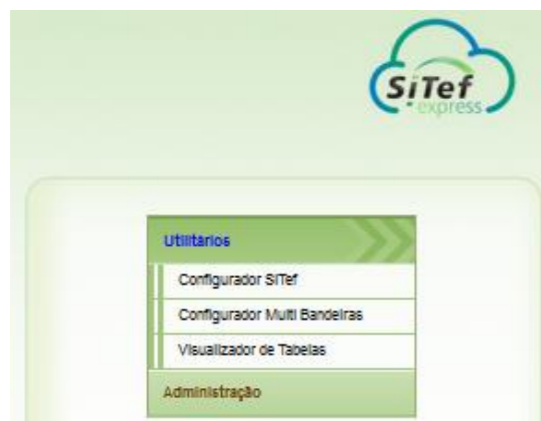 SiTef
express
Utilitários
Configurador SiTef
Configurador Multi Bandeiras
Visualizador de Tabelas
Administração